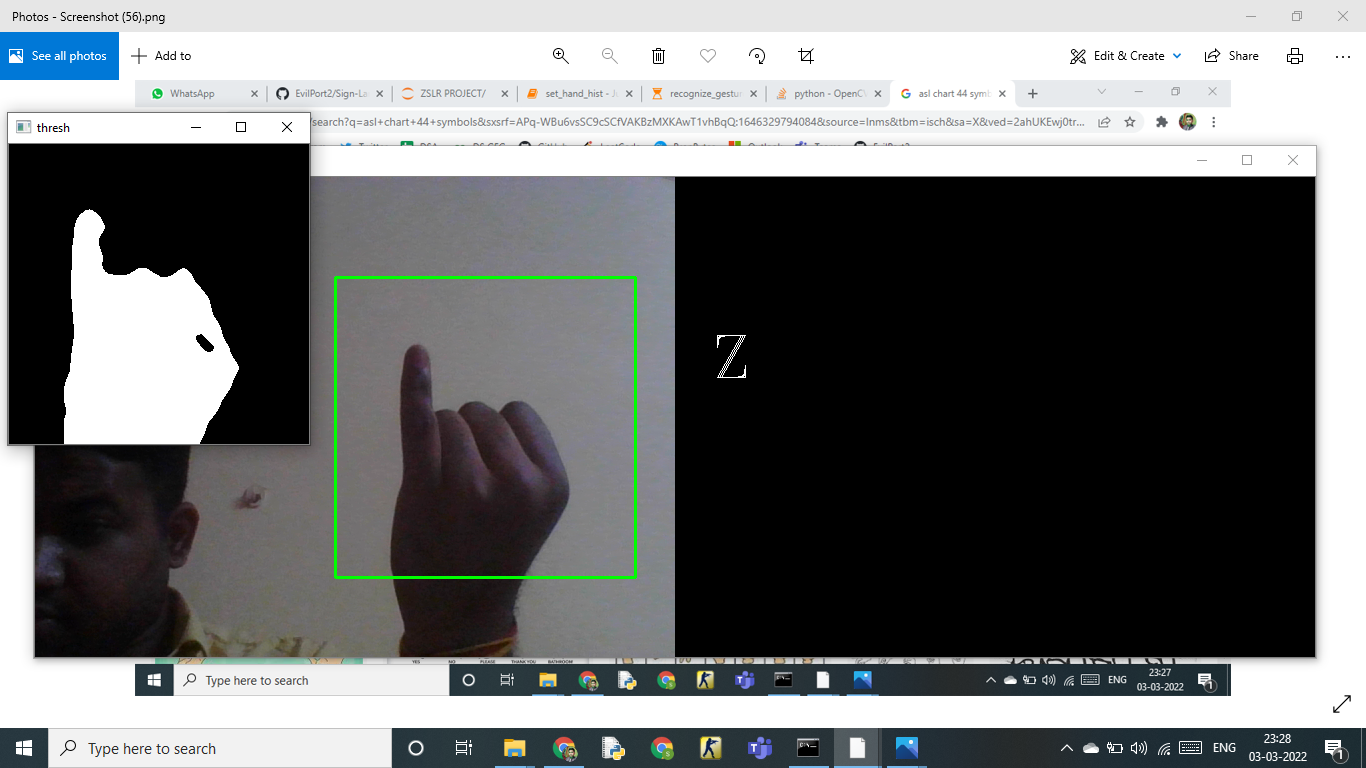 Photos - Screenshot (56).png
See all photos
Add to
Edit & Create
Share
WhatsApp
EvilPort2/Sign-La
ZSLR PROJECT/
set_hand_hist - Ju
recognize_gestur
python - OpenCV
asl chart 44 symb
/search?q=asl+chart+44+symbols&sxsrf=APq-WBu6vsSC9cSCfVAKBzMXKAwT1vhBqQ:1646329794084&source=lnms&tbm=isch&sa=X&ved=2ahUKEwj0tr...
thresh
Z
YES NO PLEASE THANK YOU BATHROOM
Type here to search
ENG
23:27
03-03-2022
1
Type here to search
ENG
23:28
03-03-2022
1